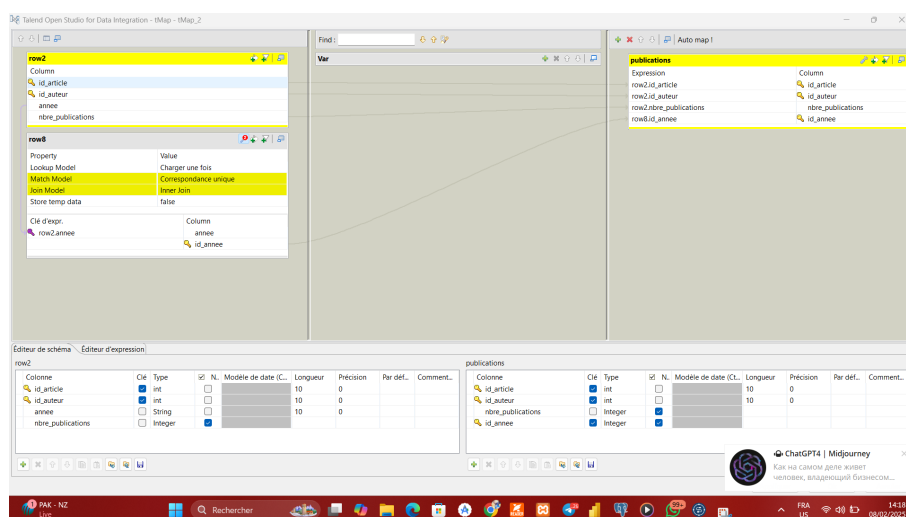 Talend Open Studio for Data Integration - tMap - tMap_2
Find :
Auto map !
row2
Column
id_article
id_auteur
annee
nbre_publications
row8
Property Value
Lookup Model Charger une fois
Match Model Correspondance unique
Join Model Inner Join
Store temp data false
Clé d'expr. Column
row2.annee annee
id_annee
Var
publications
Expression Column
row2.id_article id_article
row2.id_auteur id_auteur
row2.nbre_publications nbre_publications
row8.id_annee id_annee
Éditeur de schéma Éditeur d'expression
row2
Colonne Clé Type N.. Modèle de date (C... Longueur Précision Par déf... Comment...
id_article int 10 0
id_auteur int 10 0
annee String 10 0
nbre_publications Integer
publications
Colonne Clé Type N.. Modèle de date (Ct... Longueur Précision Par déf... Comment...
id_article int 10 0
id_auteur int 10 0
nbre_publications Integer
id_annee Integer
ChatGPT4 | Midjourney
Как на самом деле живет
человек, владеющий бизнесом...
PAK - NZ
Live
Rechercher
99+
FRA
US
14:18
08/02/2025